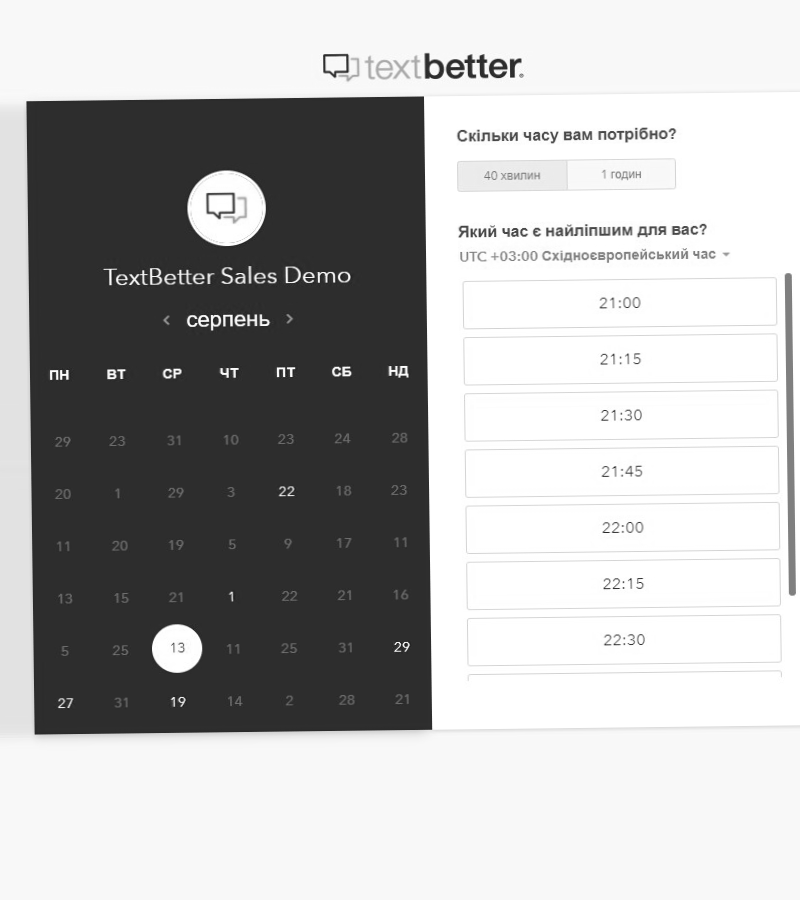 textbetter.
TextBetter Sales Demo
серпень
ПН ВТ СР ЧТ ПТ СБ НД
29 23 31 10 23 24 28
20 1 29 3 22 18 23
11 20 19 5 9 17 11
13 15 21 1 22 21 16
5 25 13 11 25 31 29
27 31 19 14 2 28 21
Скільки часу вам потрібно?
40 хвилин 1 годин
Який час є найліпшим для вас?
UTC +03:00 Східноєвропейський час
21:00
21:15
21:30
21:45
22:00
22:15
22:30